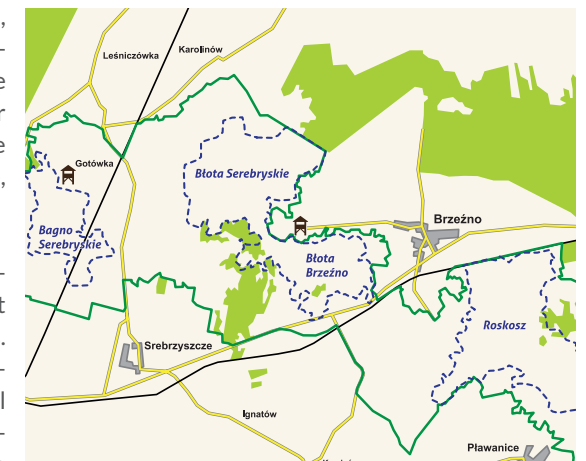 Leśniczówka
Karolinów
Gotówka
Błota Serebryskie
Bagno
Serebryskie
Brzeźno
Błota
Brzeźno
Roskosz
Srebrzyszcze
Ignatów
Pławanice